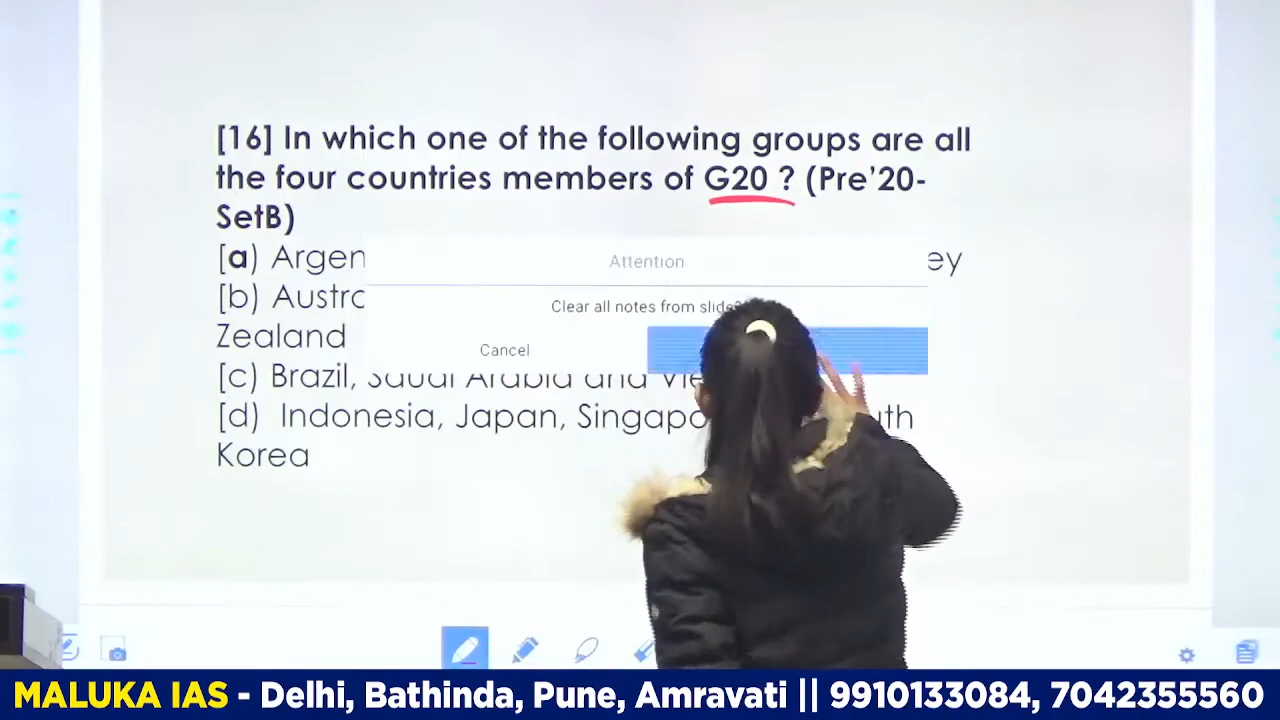 [16] In which one of the following groups are all
the four countries members of G20 ? (Pre’20-
SetB)
[a) Argen ey
[b) Austra
Attention
Clear all notes from slide?
Zealand
Cancel
[c) Brazil, Saudi Arabia and Vie
[d) Indonesia, Japan, Singapo uth
Korea
MALUKA IAS - Delhi, Bathinda, Pune, Amravati || 9910133084, 7042355560